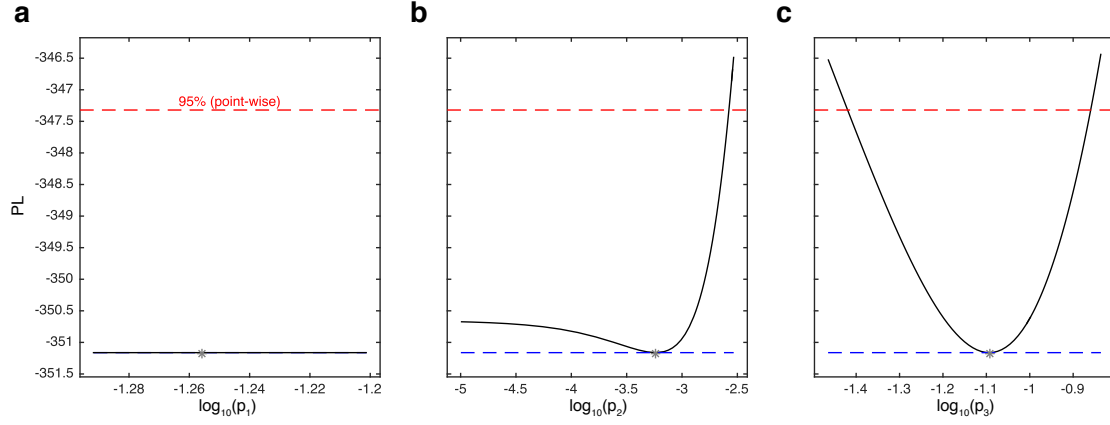 a
b
c
PL
-346.5
-347
-347.5
-348
-348.5
-349
-349.5
-350
-350.5
-351
-351.5
95% (point-wise)
-1.28 -1.26 -1.24 -1.22 -1.2
log₁₀(p₁)
-5 -4.5 -4 -3.5 -3 -2.5
log₁₀(p₂)
-1.4 -1.3 -1.2 -1.1 -1 -0.9
log₁₀(p₃)